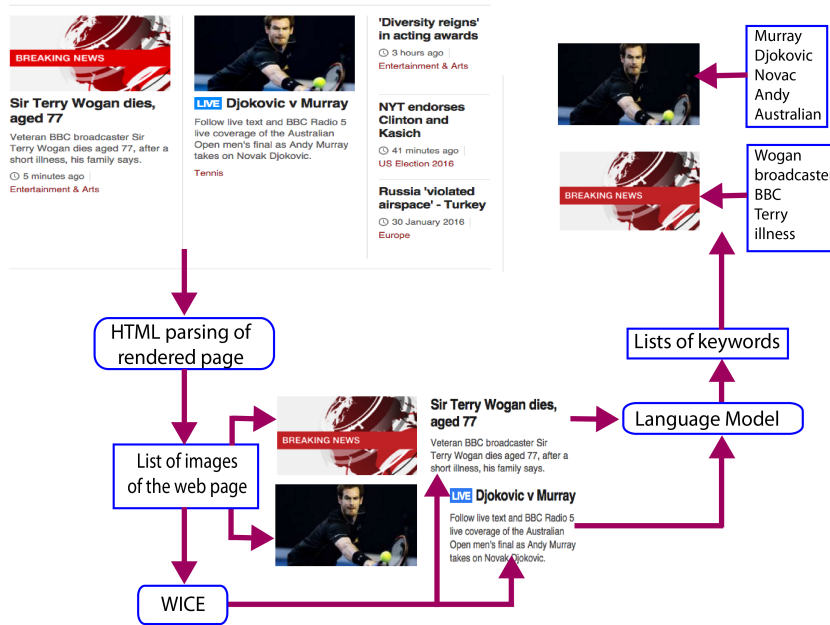 BREAKING NEWS
Sir Terry Wogan dies,
aged 77
Veteran BBC broadcaster Sir
Terry Wogan dies aged 77, after a
short illness, his family says.
5 minutes ago
Entertainment & Arts
LIVE Djokovic v Murray
Follow live text and BBC Radio 5
live coverage of the Australian
Open men's final as Andy Murray
takes on Novak Djokovic.
Tennis
'Diversity reigns'
in acting awards
3 hours ago
Entertainment & Arts
NYT endorses
Clinton and
Kasich
41 minutes ago
US Election 2016
Russia 'violated
airspace' - Turkey
30 January 2016
Europe
Murray
Djokovic
Novac
Andy
Australian
BREAKING NEWS
Wogan
broadcaster
BBC
Terry
illness
HTML parsing of
rendered page
Lists of keywords
Language Model
List of images
of the web page
BREAKING NEWS
Sir Terry Wogan dies,
aged 77
Veteran BBC broadcaster Sir
Terry Wogan dies aged 77, after a
short illness, his family says.
LIVE Djokovic v Murray
Follow live text and BBC Radio 5
live coverage of the Australian
Open men's final as Andy Murray
takes on Novak Djokovic.
WICE